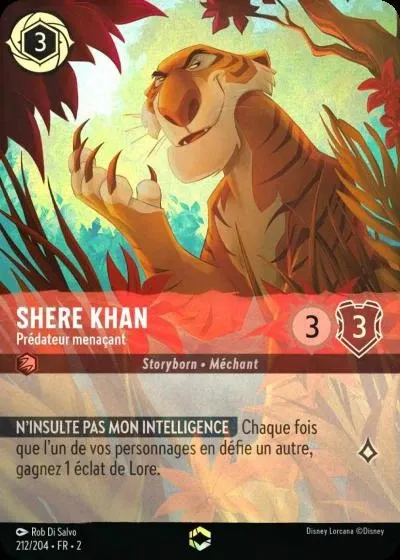 3
SHERE KHAN
Prédateur menaçant
3
3
Storyborn • Méchant
N'INSULTE PAS MON INTELLIGENCE Chaque fois
que l'un de vos personnages en défie un autre,
gagnez 1 éclat de Lore.
Rob Di Salvo
212/204 • FR • 2
Disney Lorcana ©Disney